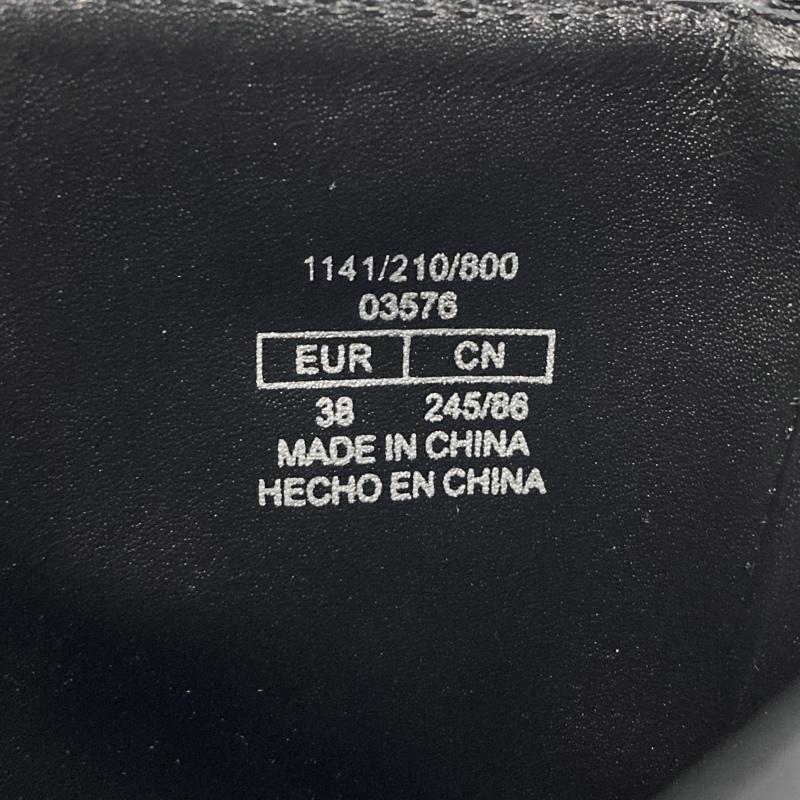 1141/210/800
03576
EUR CN
38 245/86
MADE IN CHINA
HECHO EN CHINA